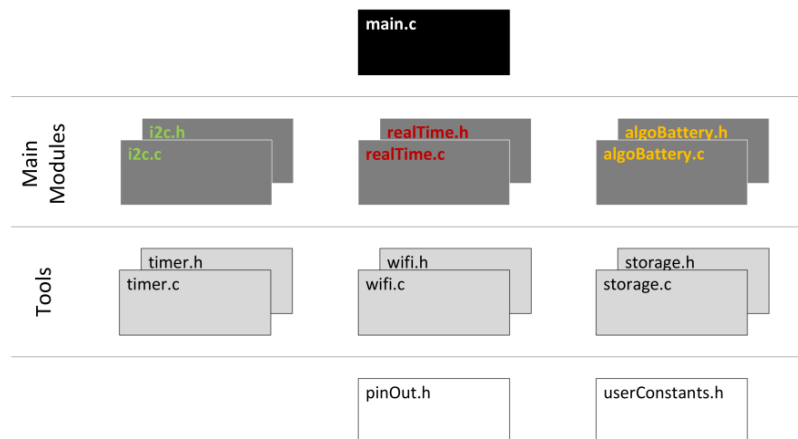 main.c
Main
Modules
i2c.h
i2c.c
realTime.h
realTime.c
algoBattery.h
algoBattery.c
Tools
timer.h
timer.c
wifi.h
wifi.c
storage.h
storage.c
pinOut.h
userConstants.h